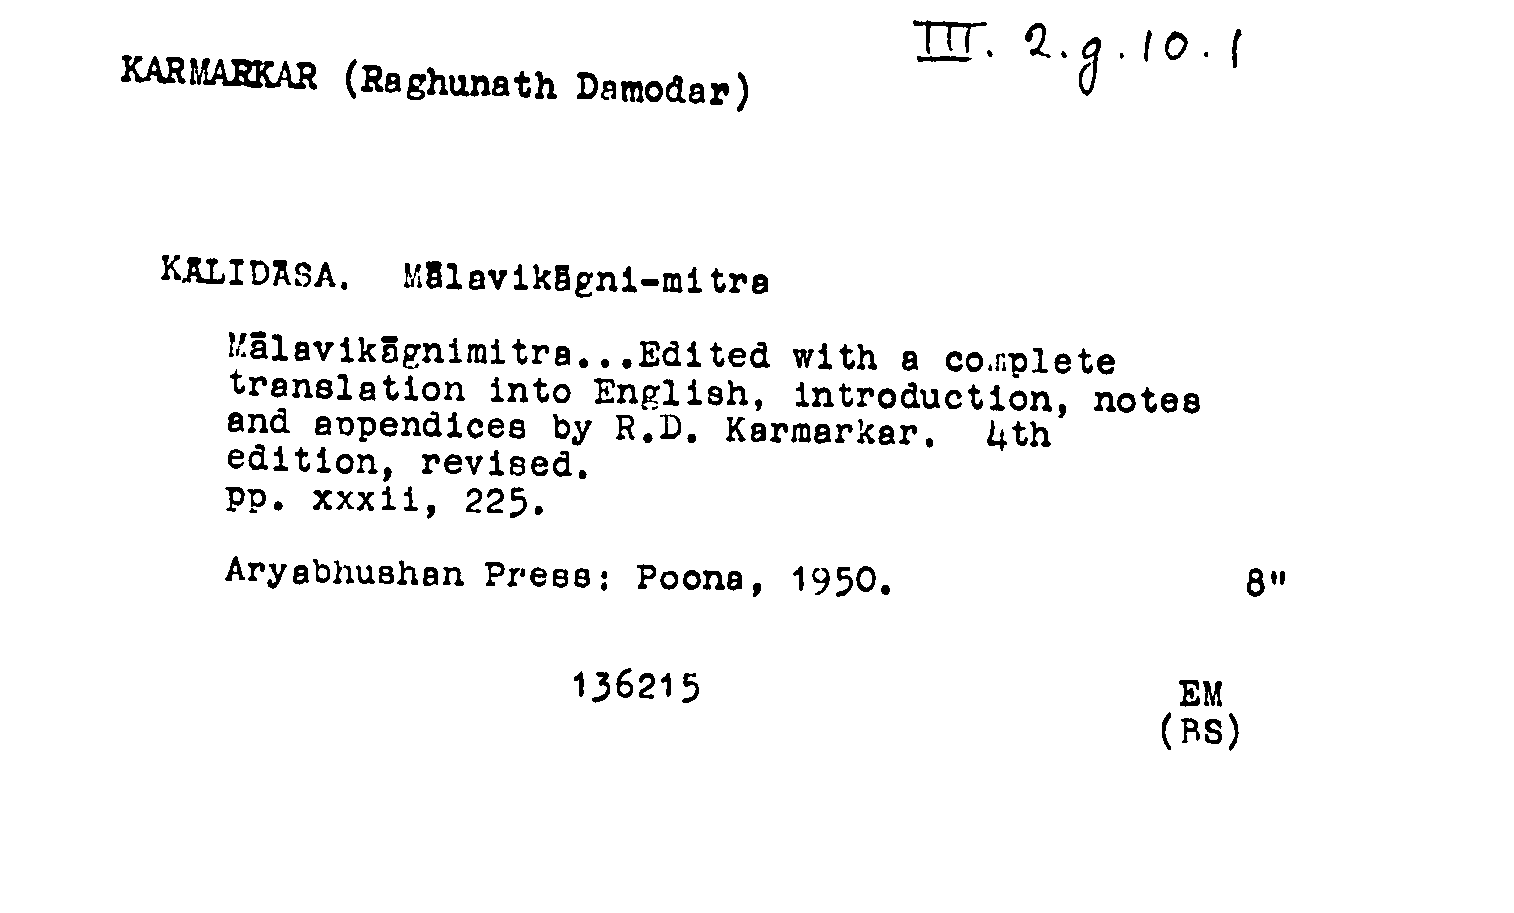 III. 2.g.10.1
KARMARKAR (Raghunath Damodar)
KĀLIDĀSA. Mālavikāgni-mitra
Mālavikāgnimitra...Edited with a complete
translation into English, introduction, notes
and appendices by R.D. Karmarkar. 4th
edition, revised.
pp. xxxii, 225.
Aryabhushan Press: Poona, 1950. 8"
136215 EM
(BS)